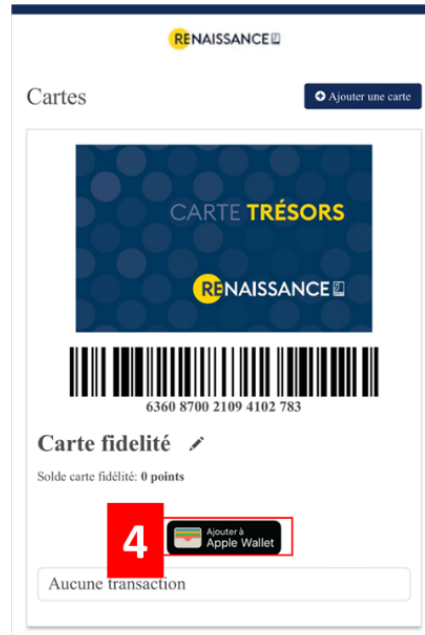 RENAISSANCE
Cartes
Ajouter une carte
CARTE TRÉSORS
RENAISSANCE
6360 8700 2109 4102 783
Carte fidelité
Solde carte fidélité: 0 points
4
Ajouter à
Apple Wallet
Aucune transaction